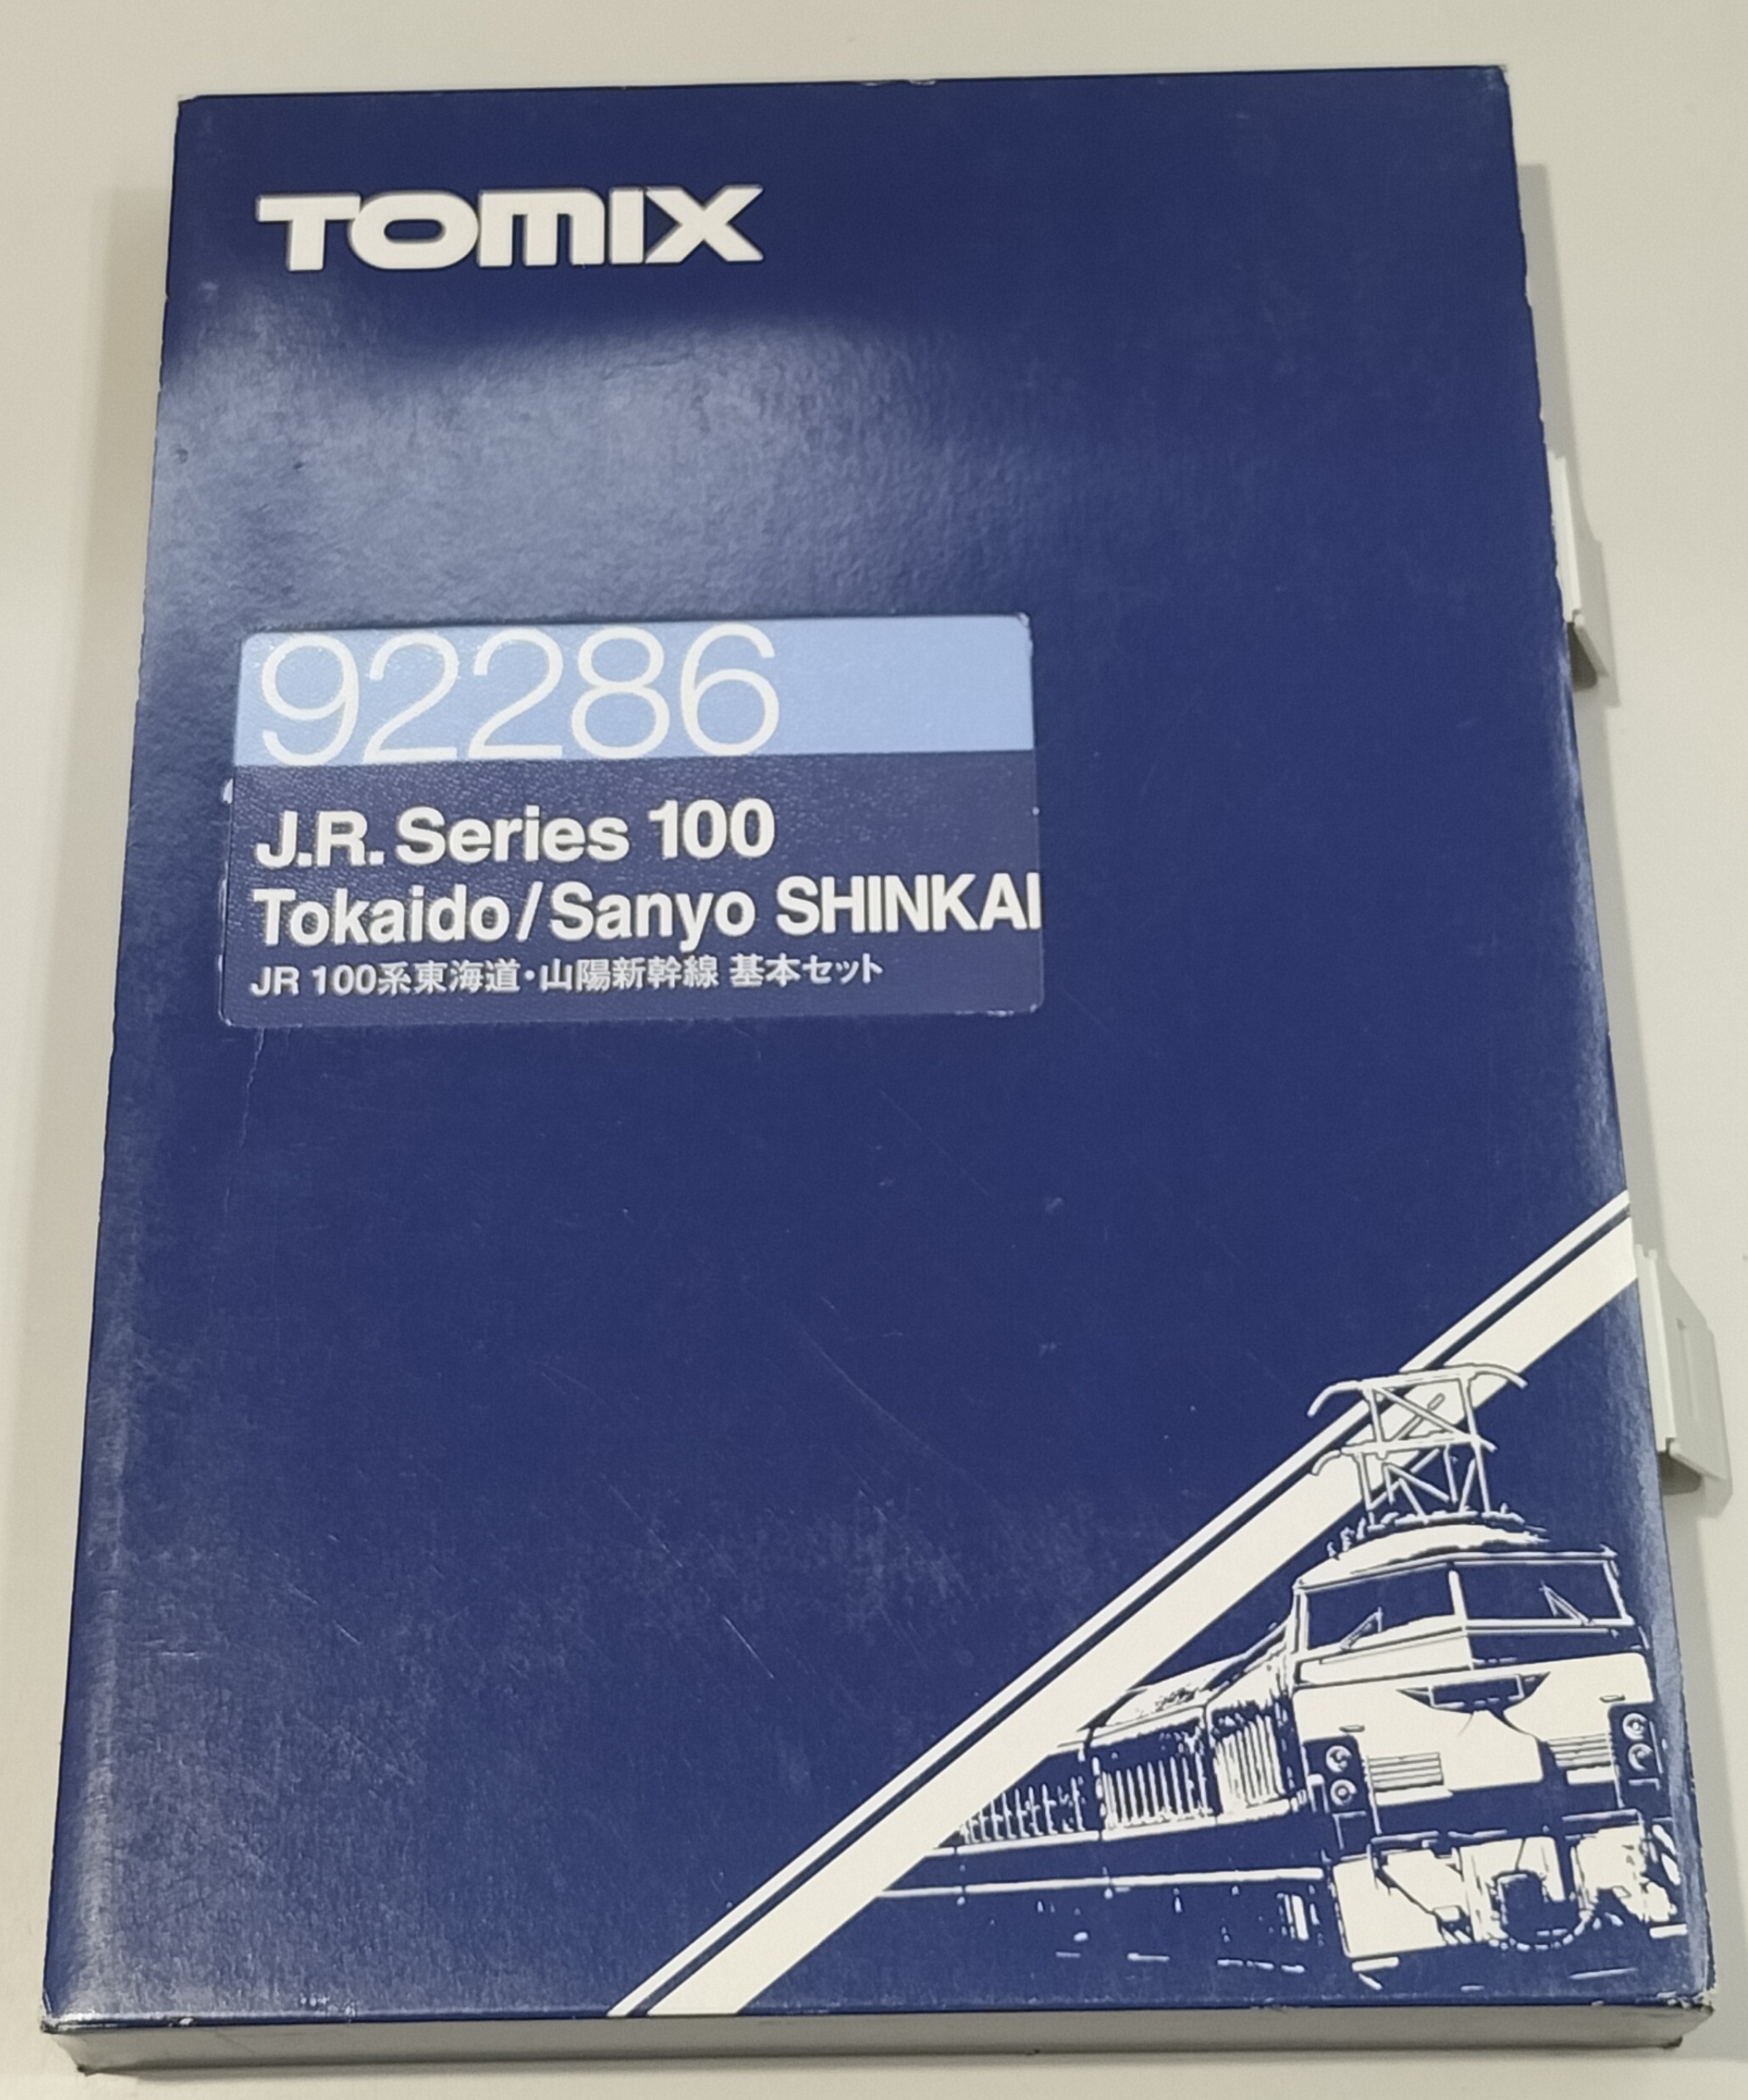 TOMIX
92286
J.R. Series 100
Tokaido/Sanyo SHINKAI
JR 100系東海道・山陽新幹線 基本セット